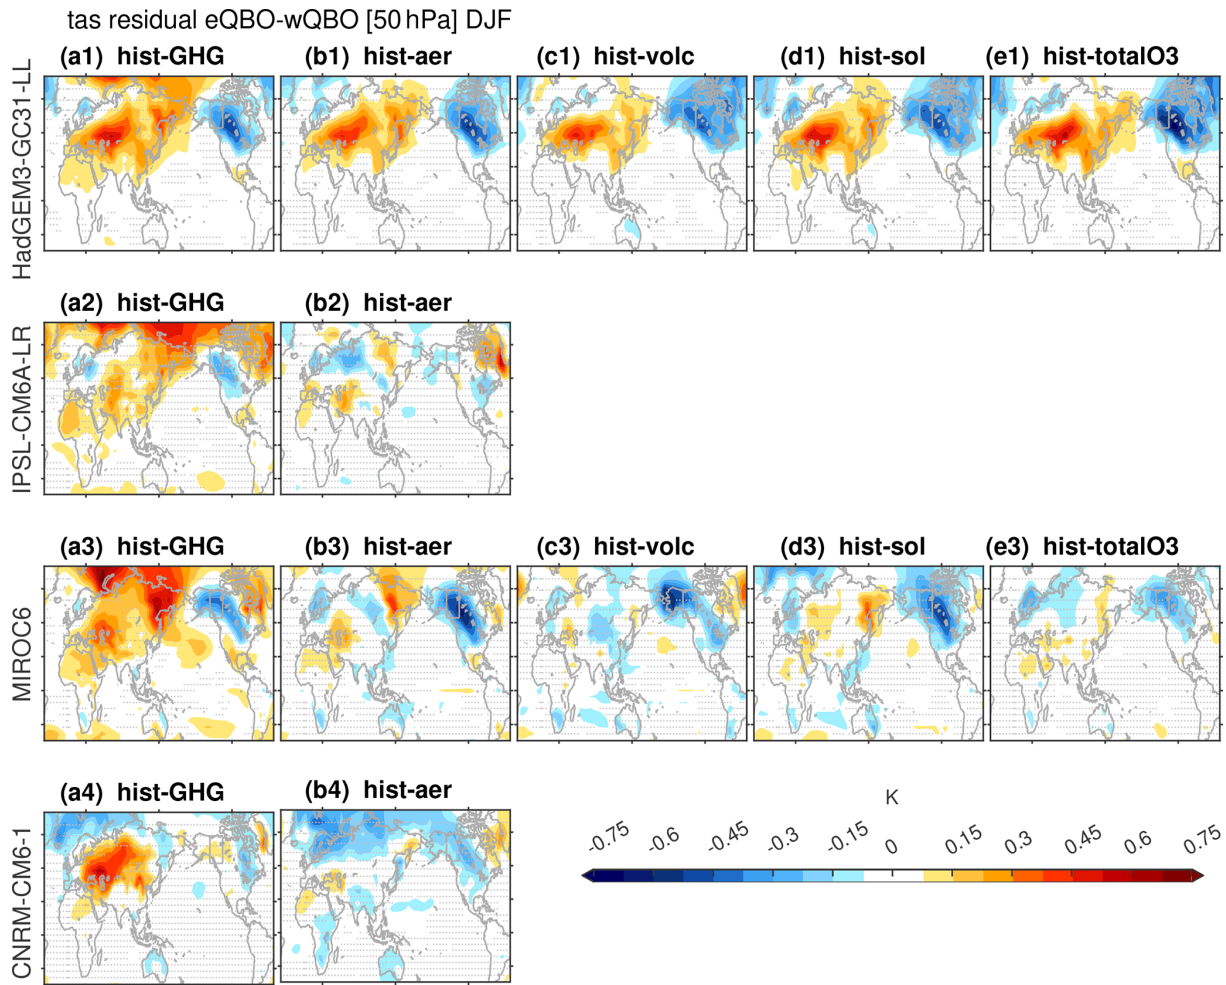 tas residual eQBO-wQBO [50 hPa] DJF
HadGEM3-GC31-LL
(a1) hist-GHG
(b1) hist-aer
(c1) hist-volc
(d1) hist-sol
(e1) hist-totalO3
IPSL-CM6A-LR
(a2) hist-GHG
(b2) hist-aer
MIROC6
(a3) hist-GHG
(b3) hist-aer
(c3) hist-volc
(d3) hist-sol
(e3) hist-totalO3
CNRM-CM6-1
(a4) hist-GHG
(b4) hist-aer
K
-0.75 -0.6 -0.45 -0.3 -0.15 0 0.15 0.3 0.45 0.6 0.75